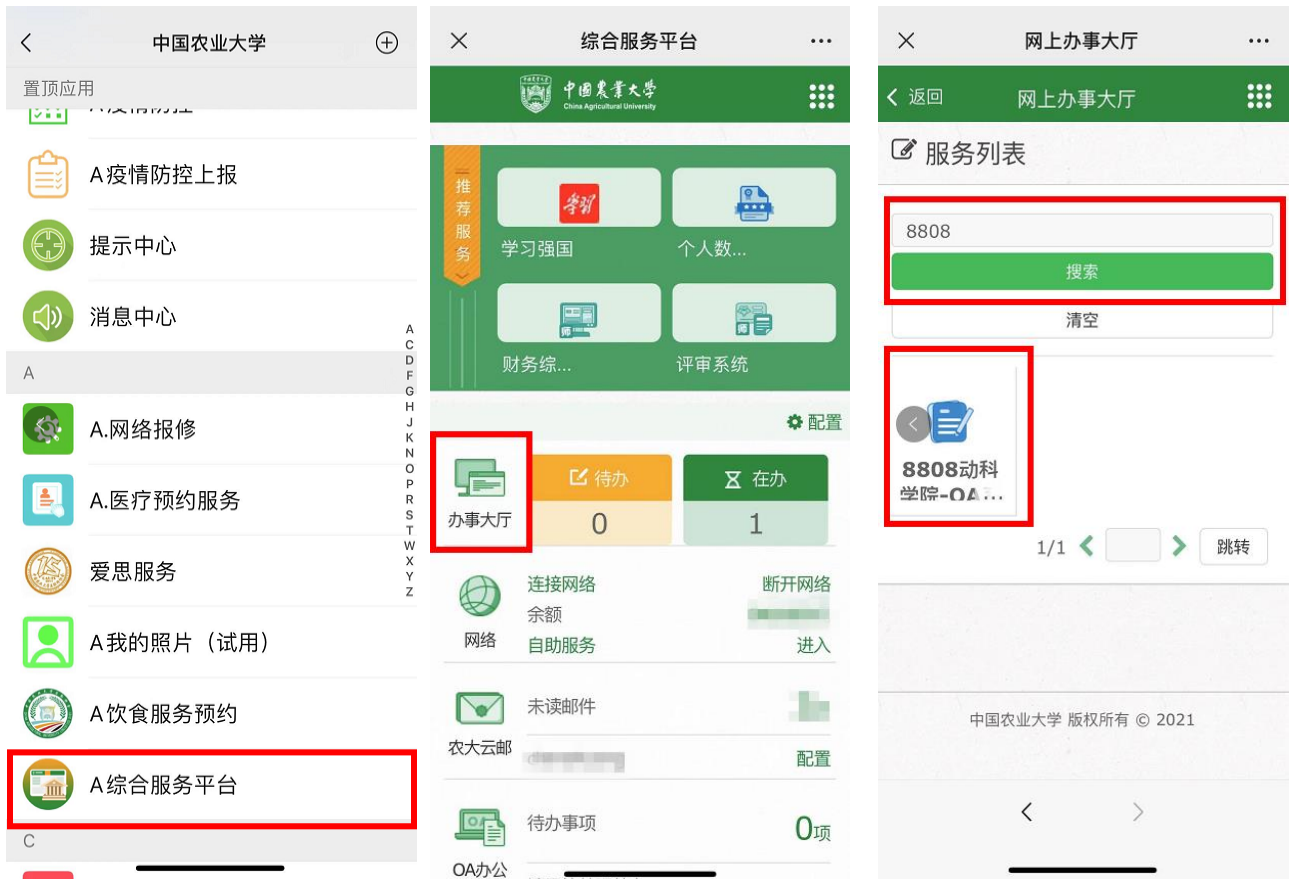 中国农业大学
置顶应用
A疫情防控上报
提示中心
消息中心
A
A.网络报修
A.医疗预约服务
爱思服务
A我的照片（试用）
A饮食服务预约
A综合服务平台
C
A
C
D
F
G
H
J
K
N
O
P
R
S
T
W
X
Y
Z
综合服务平台
中国农业大学
China Agricultural University
推荐服务
学习
学习强国
个人数...
师
财务综...
师
评审系统
配置
办事大厅
待办
0
在办
1
网络
连接网络
断开网络
余额
自助服务
进入
农大云邮
未读邮件
配置
OA
OA办公
待办事项
0项
网上办事大厅
返回
网上办事大厅
服务列表
8808
搜索
清空
8808动科
学院-OA...
1/1
跳转
中国农业大学 版权所有 © 2021